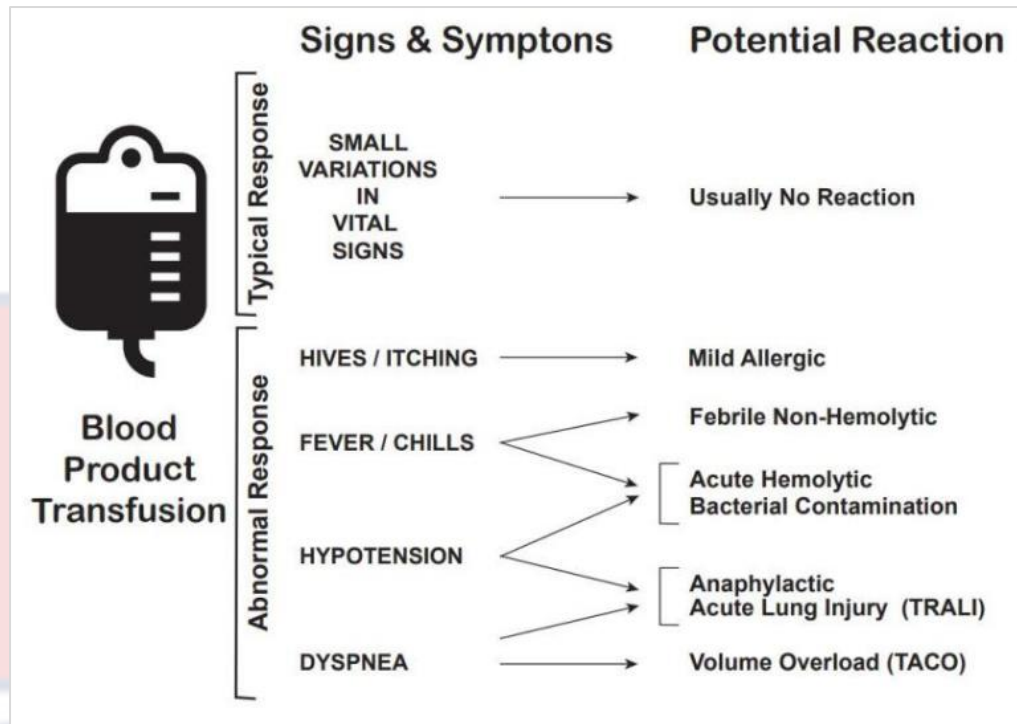 Signs & Symptons
Potential Reaction
Typical Response
SMALL
VARIATIONS
IN
VITAL
SIGNS
Usually No Reaction
Blood
Product
Transfusion
Abnormal Response
HIVES / ITCHING
Mild Allergic
FEVER / CHILLS
Febrile Non-Hemolytic
Acute Hemolytic
Bacterial Contamination
HYPOTENSION
Anaphylactic
Acute Lung Injury (TRALI)
DYSPNEA
Volume Overload (TACO)